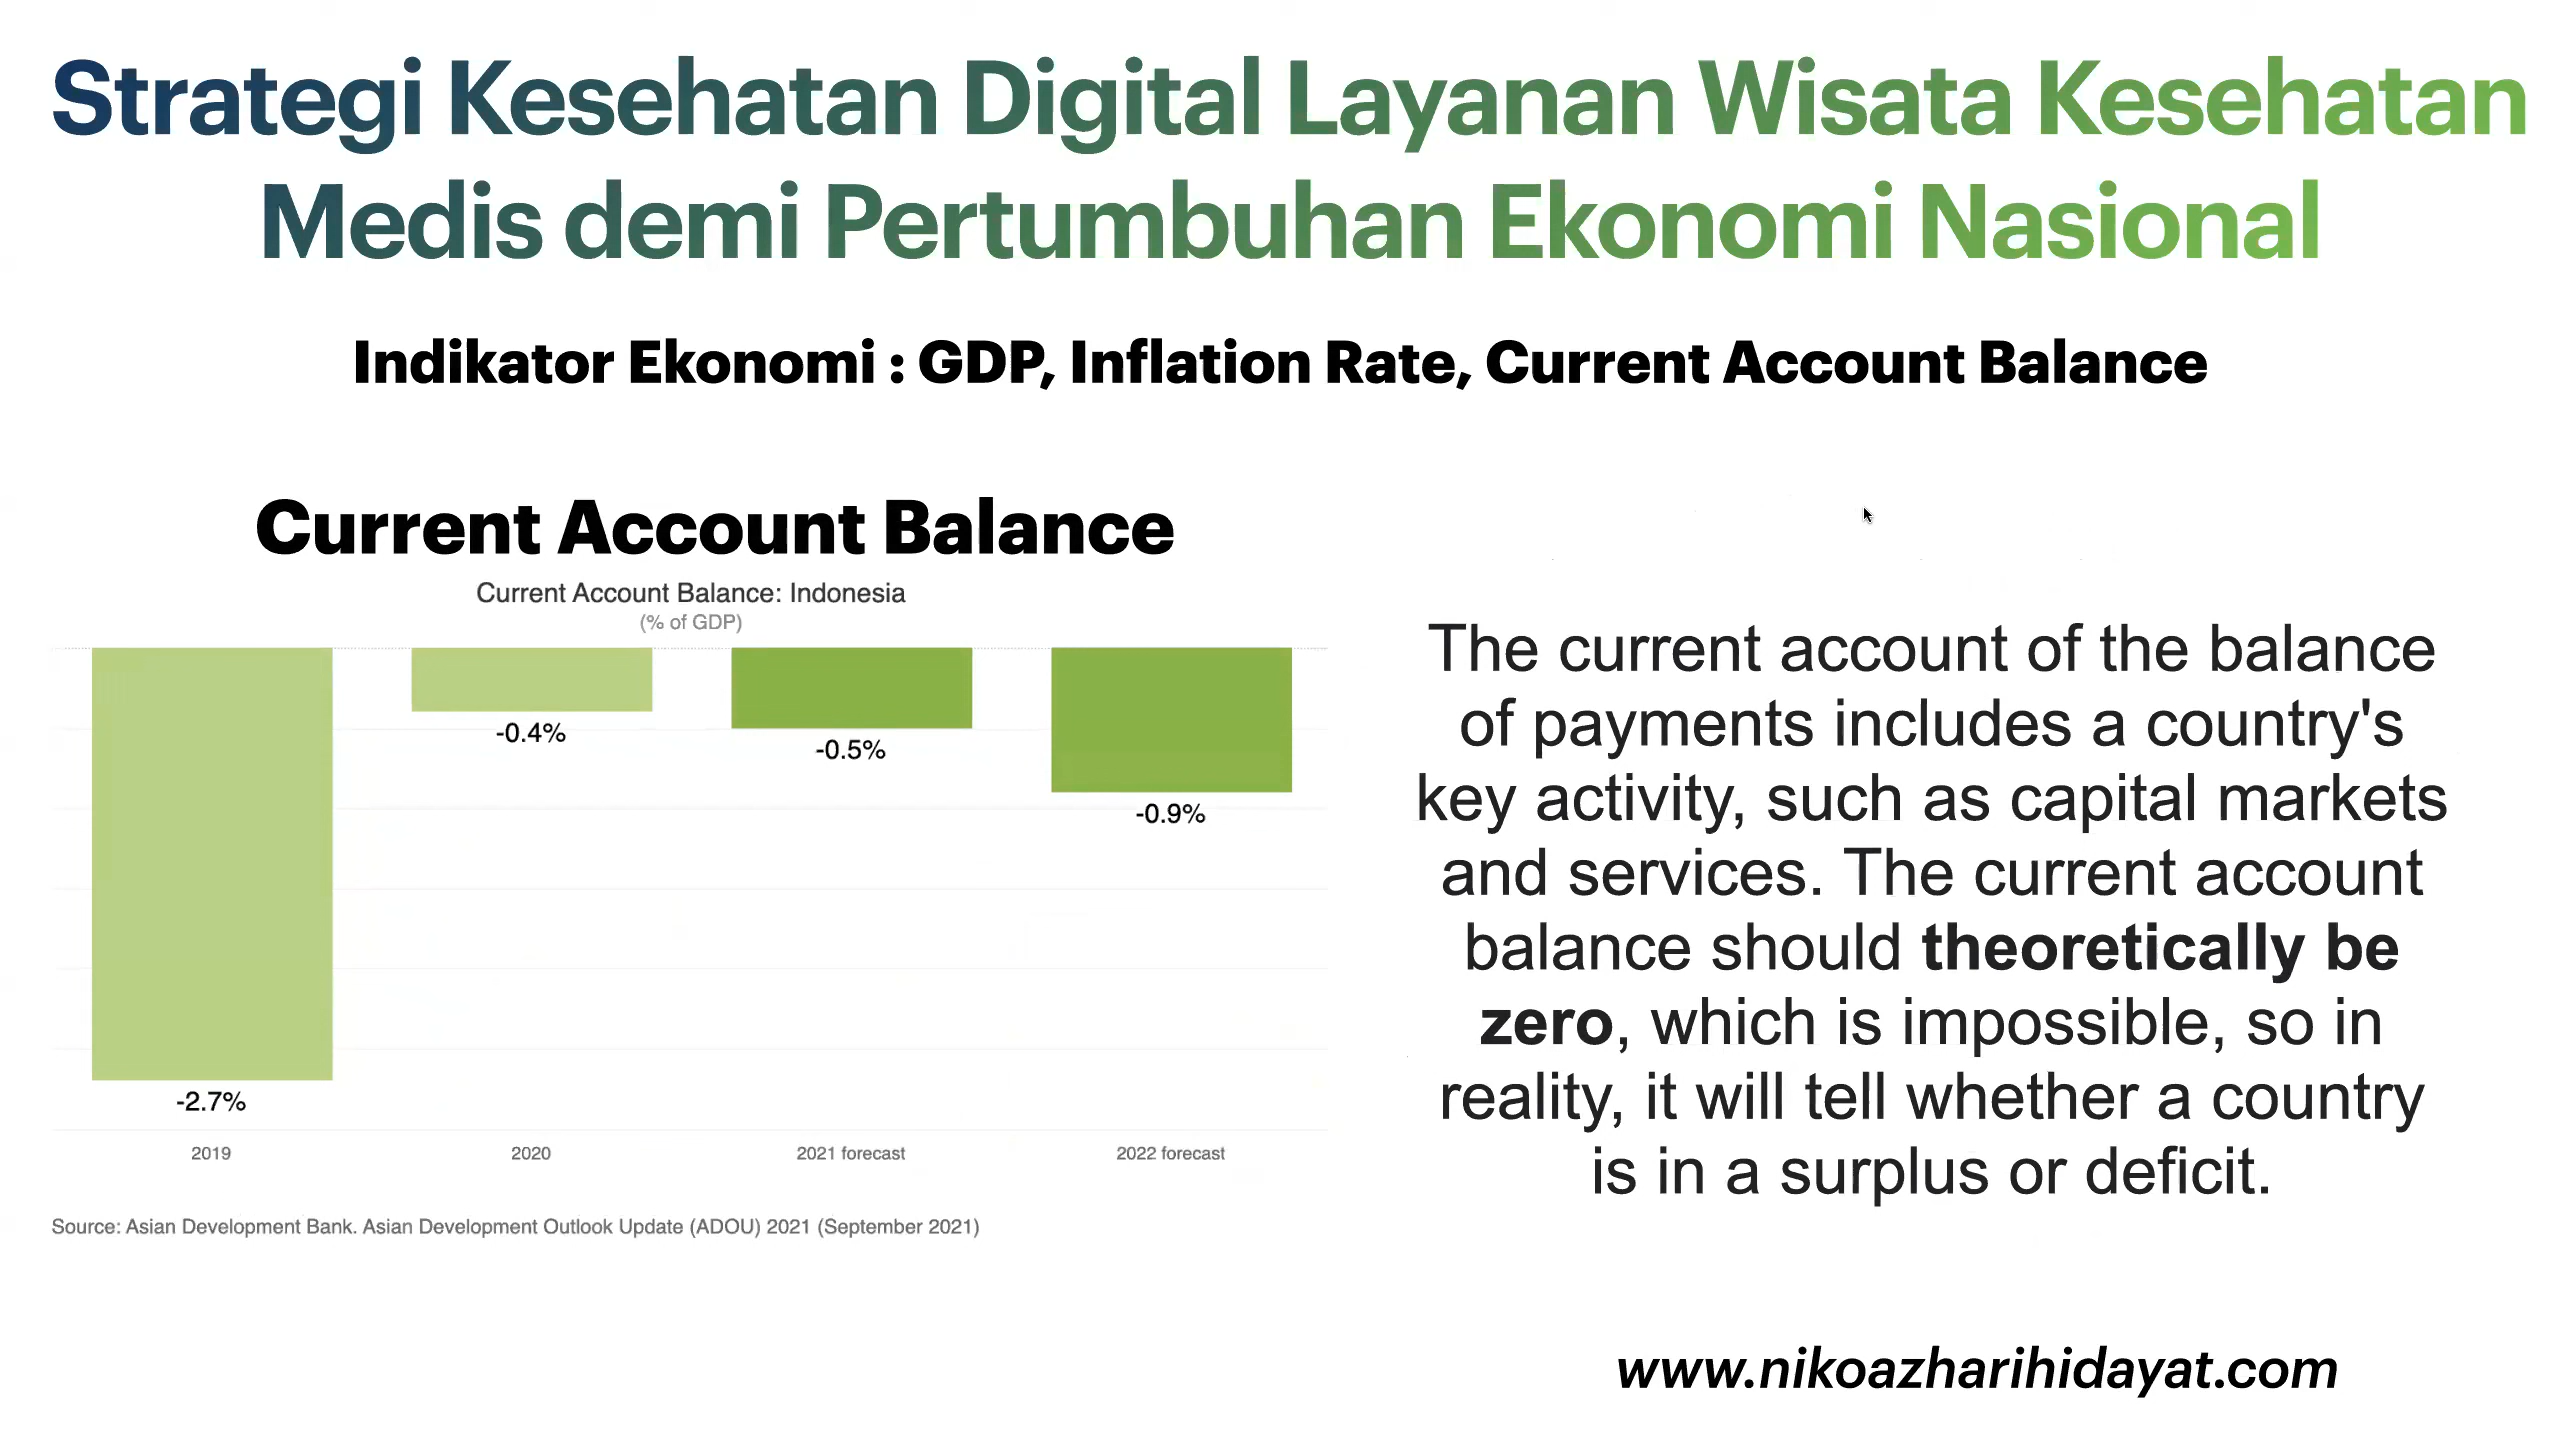 Strategi Kesehatan Digital Layanan Wisata Kesehatan
Medis demi Pertumbuhan Ekonomi Nasional
Indikator Ekonomi : GDP, Inflation Rate, Current Account Balance
Current Account Balance
Current Account Balance: Indonesia
(% of GDP)
-2.7%
-0.4%
-0.5%
-0.9%
2019
2020
2021 forecast
2022 forecast
Source: Asian Development Bank. Asian Development Outlook Update (ADOU) 2021 (September 2021)
The current account of the balance
of payments includes a country's
key activity, such as capital markets
and services. The current account
balance should theoretically be
zero, which is impossible, so in
reality, it will tell whether a country
is in a surplus or deficit.
www.nikoazharihidayat.com